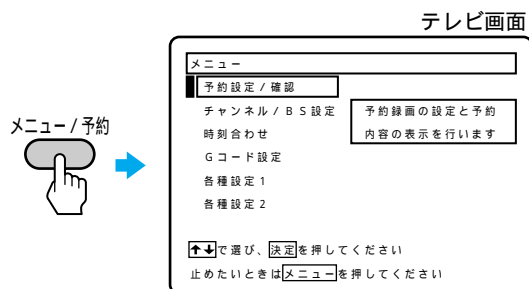 テレビ画面
メニュー
予約設定/確認
チャンネル/BS設定
時刻合わせ
Gコード設定
各種設定1
各種設定2
予約録画の設定と予約
内容の表示を行います
メニュー/予約
↑↓で選び、決定を押してください
止めたいときはメニューを押してください